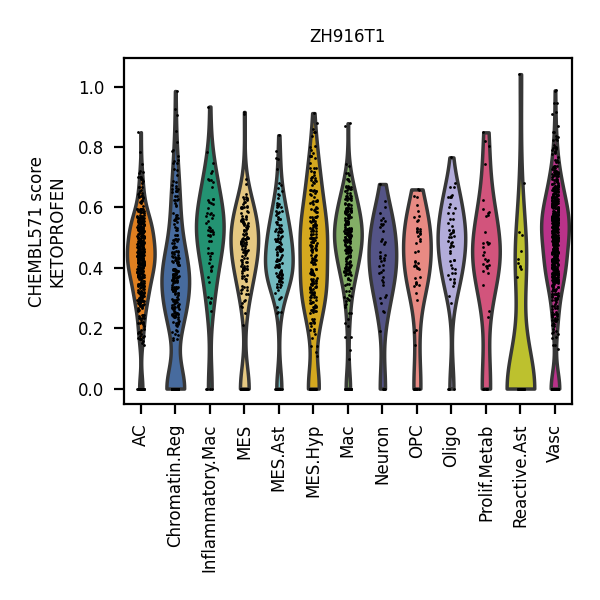 ZH916T1
CHEMBL571 score
KETOPROFEN
1.0
0.8
0.6
0.4
0.2
0.0
AC
Chromatin.Reg
Inflammatory.Mac
MES
MES.Ast
MES.Hyp
Mac
Neuron
OPC
Oligo
Prolif.Metab
Reactive.Ast
Vasc